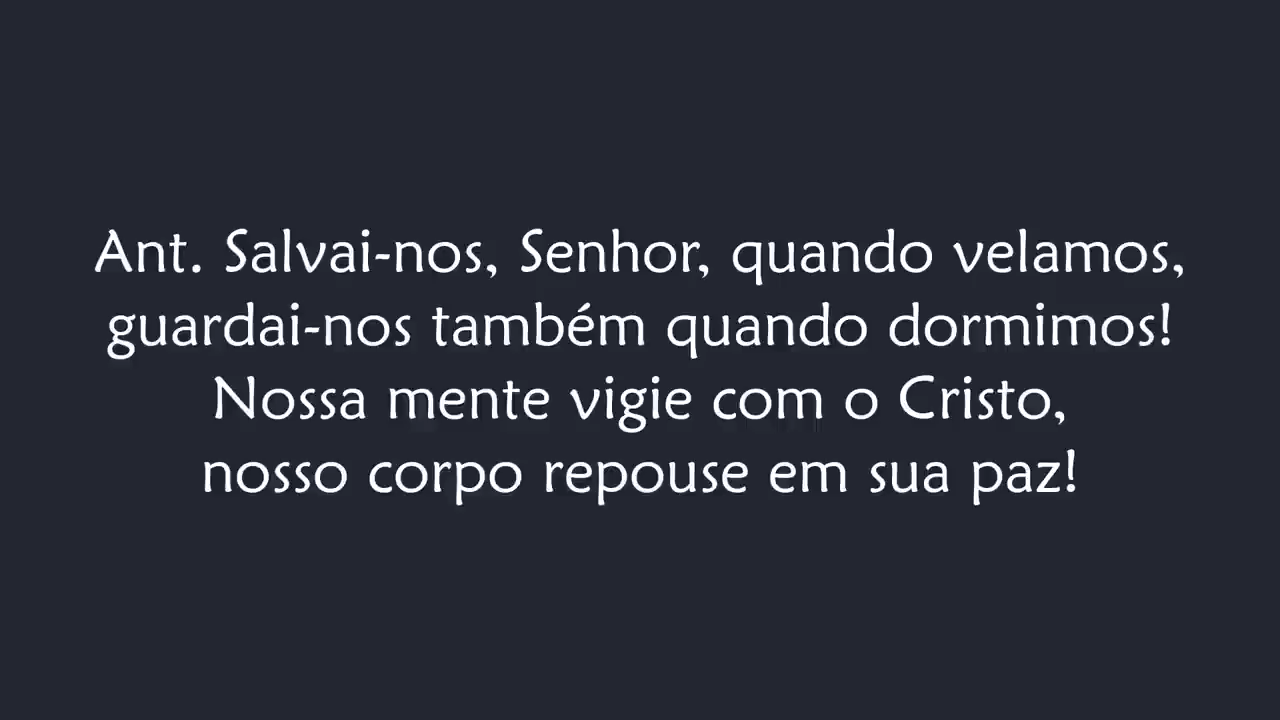 Ant. Salvai-nos, Senhor, quando velamos,
guardai-nos também quando dormimos!
Nossa mente vigie com o Cristo,
nosso corpo repouse em sua paz!